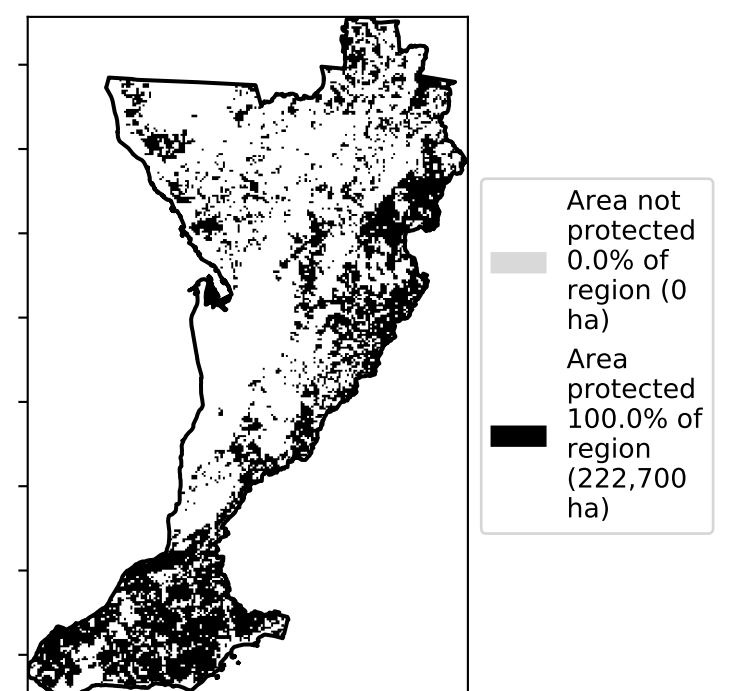 Area not
protected
0.0% of
region (0
ha)
Area
protected
100.0% of
region
(222,700
ha)